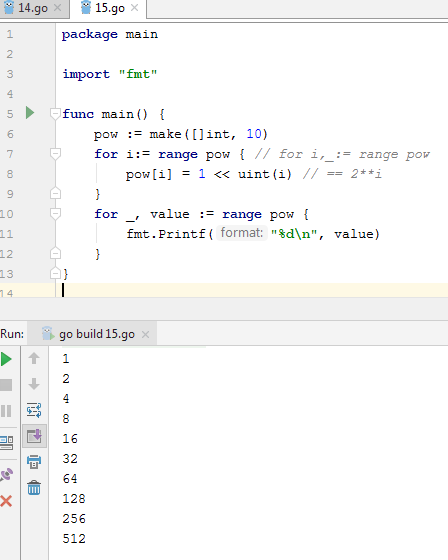 14.go × 15.go ×
1 package main
2
3 import "fmt"
4
5 func main() {
6 pow := make([]int, 10)
7 for i:= range pow { // for i,_:= range pow
8 pow[i] = 1 << uint(i) // == 2**i
9 }
10 for _, value := range pow {
11 fmt.Printf( format: "%d\n", value)
12 }
13 }
14
Run: go build 15.go ×
1
2
4
8
16
32
64
128
256
512